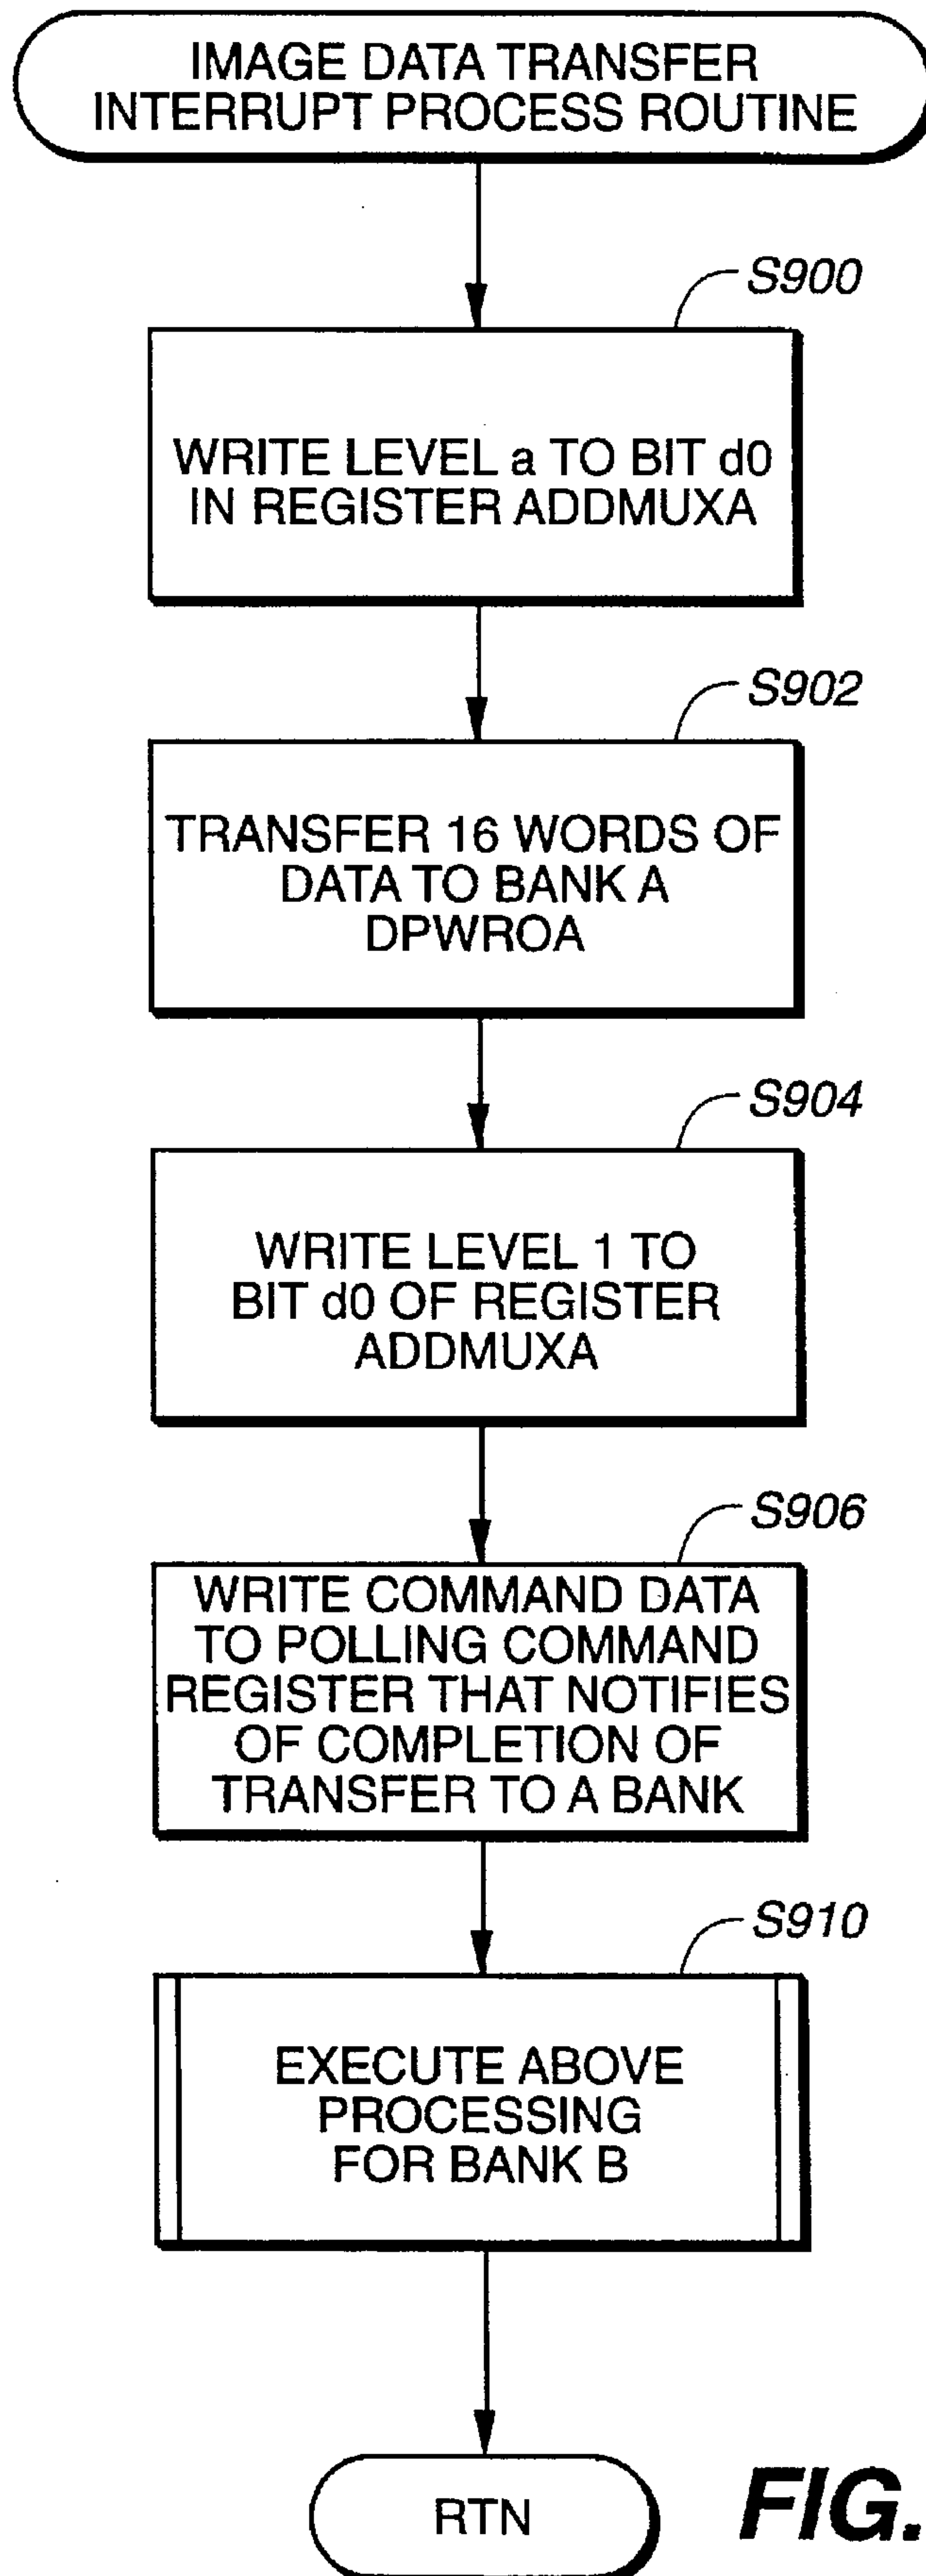 IMAGE DATA TRANSFER
INTERRUPT PROCESS ROUTINE
S900
WRITE LEVEL a TO BIT d0
IN REGISTER ADDMUXA
S902
TRANSFER 16 WORDS OF
DATA TO BANK A
DPWROA
S904
WRITE LEVEL 1 TO
BIT d0 OF REGISTER
ADDMUXA
S906
WRITE COMMAND DATA
TO POLLING COMMAND
REGISTER THAT NOTIFIES
OF COMPLETION OF
TRANSFER TO A BANK
S910
EXECUTE ABOVE
PROCESSING
FOR BANK B
RTN
FIG.